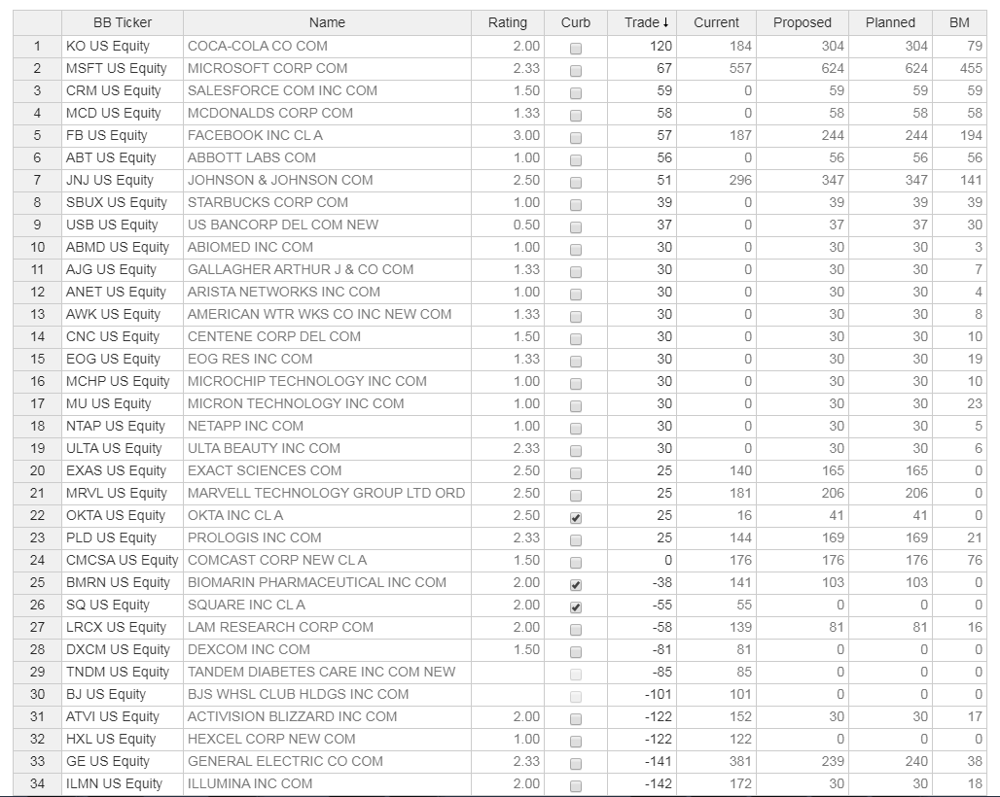 BB Ticker Name Rating Curb Trade↓ Current Proposed Planned BM
1 KO US Equity COCA-COLA CO COM 2.00 120 184 304 304 79
2 MSFT US Equity MICROSOFT CORP COM 2.33 67 557 624 624 455
3 CRM US Equity SALESFORCE COM INC COM 1.50 59 0 59 59 59
4 MCD US Equity MCDONALDS CORP COM 1.33 58 0 58 58 58
5 FB US Equity FACEBOOK INC CL A 3.00 57 187 244 244 194
6 ABT US Equity ABBOTT LABS COM 1.00 56 0 56 56 56
7 JNJ US Equity JOHNSON & JOHNSON COM 2.50 51 296 347 347 141
8 SBUX US Equity STARBUCKS CORP COM 1.00 39 0 39 39 39
9 USB US Equity US BANCORP DEL COM NEW 0.50 37 0 37 37 30
10 ABMD US Equity ABIOMED INC COM 1.00 30 0 30 30 3
11 AJG US Equity GALLAGHER ARTHUR J & CO COM 1.33 30 0 30 30 7
12 ANET US Equity ARISTA NETWORKS INC COM 1.00 30 0 30 30 4
13 AWK US Equity AMERICAN WTR WKS CO INC NEW COM 1.33 30 0 30 30 8
14 CNC US Equity CENTENE CORP DEL COM 1.50 30 0 30 30 10
15 EOG US Equity EOG RES INC COM 1.33 30 0 30 30 19
16 MCHP US Equity MICROCHIP TECHNOLOGY INC COM 1.00 30 0 30 30 10
17 MU US Equity MICRON TECHNOLOGY INC COM 1.00 30 0 30 30 23
18 NTAP US Equity NETAPP INC COM 1.00 30 0 30 30 5
19 ULTA US Equity ULTA BEAUTY INC COM 2.33 30 0 30 30 6
20 EXAS US Equity EXACT SCIENCES COM 2.50 25 140 165 165 0
21 MRVL US Equity MARVELL TECHNOLOGY GROUP LTD ORD 2.50 25 181 206 206 0
22 OKTA US Equity OKTA INC CL A 2.50 25 16 41 41 0
23 PLD US Equity PROLOGIS INC COM 2.33 25 144 169 169 21
24 CMCSA US Equity COMCAST CORP NEW CL A 1.50 0 176 176 176 76
25 BMRN US Equity BIOMARIN PHARMACEUTICAL INC COM 2.00 -38 141 103 103 0
26 SQ US Equity SQUARE INC CL A 2.00 -55 55 0 0 0
27 LRCX US Equity LAM RESEARCH CORP COM 2.00 -58 139 81 81 16
28 DXCM US Equity DEXCOM INC COM 1.50 -81 81 0 0 0
29 TNDM US Equity TANDEM DIABETES CARE INC COM NEW -85 85 0 0 0
30 BJ US Equity BJS WHSL CLUB HLDGS INC COM -101 101 0 0 0
31 ATVI US Equity ACTIVISION BLIZZARD INC COM 2.00 -122 152 30 30 17
32 HXL US Equity HEXCEL CORP NEW COM 1.00 -122 122 0 0 0
33 GE US Equity GENERAL ELECTRIC CO COM 2.33 -141 381 239 240 38
34 ILMN US Equity ILLUMINA INC COM 2.00 -142 172 30 30 18